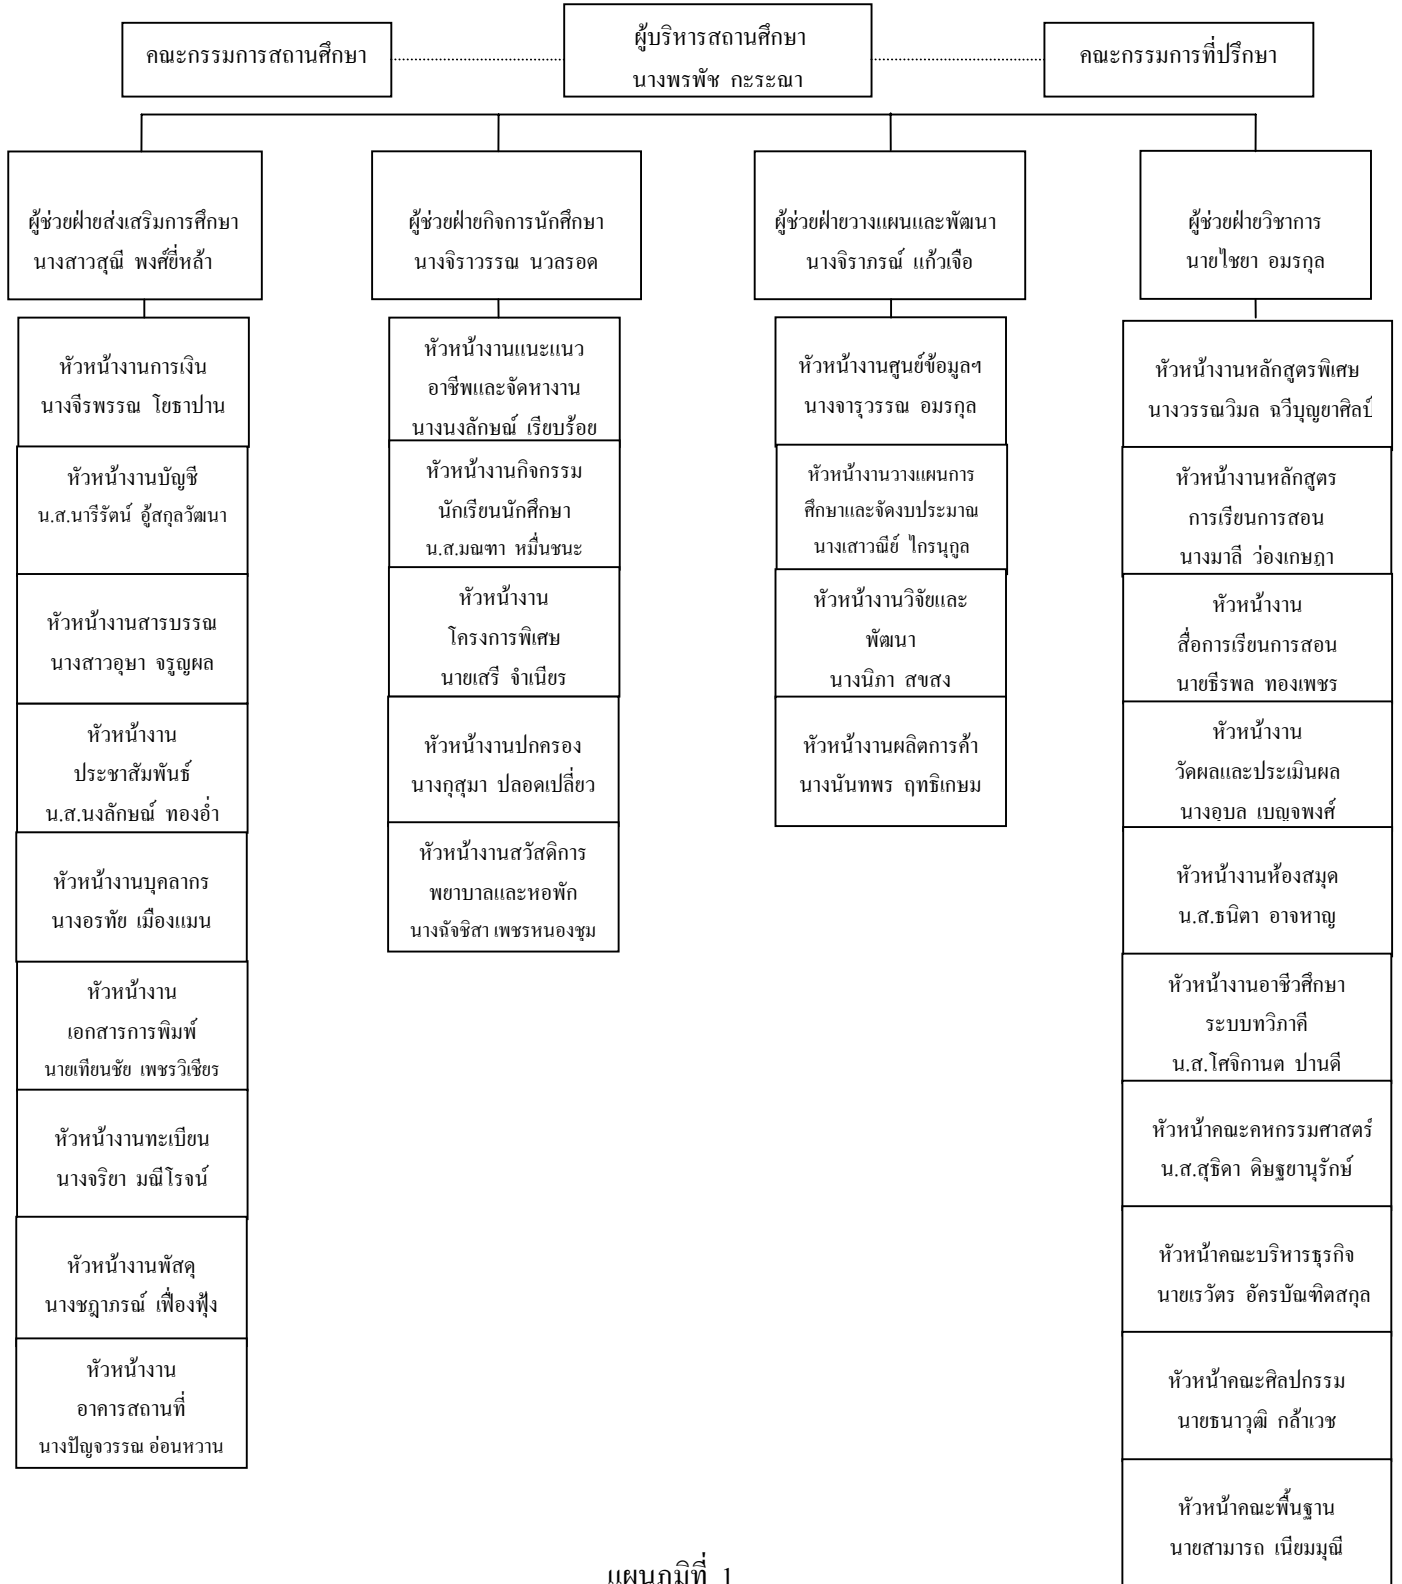 คณะกรรมการสถานศึกษา
ผู้บริหารสถานศึกษา
นางพรพัช กะระณา
คณะกรรมการที่ปรึกษา
ผู้ช่วยฝ่ายส่งเสริมการศึกษา
นางสาวสุณี พงศ์ยี่หล้า
ผู้ช่วยฝ่ายกิจการนักศึกษา
นางจิราวรรณ นวลรอด
ผู้ช่วยฝ่ายวางแผนและพัฒนา
นางจิราภรณ์ แก้วเจือ
ผู้ช่วยฝ่ายวิชาการ
นายไชยา อมรกุล
หัวหน้างานการเงิน
นางจีรพรรณ โยธาปาน
หัวหน้างานบัญชี
น.ส.นารีรัตน์ อู้สกุลวัฒนา
หัวหน้างานสารบรรณ
นางสาวอุษา จรูญผล
หัวหน้างาน
ประชาสัมพันธ์
น.ส.นงลักษณ์ ทองอ่ำ
หัวหน้างานบุคลากร
นางอรทัย เมืองแมน
หัวหน้างาน
เอกสารการพิมพ์
นายเทียนชัย เพชรวิเชียร
หัวหน้างานทะเบียน
นางจริยา มณีโรจน์
หัวหน้างานพัสดุ
นางชฎาภรณ์ เฟื่องฟุ้ง
หัวหน้างาน
อาคารสถานที่
นางปัญจวรรณ อ่อนหวาน
หัวหน้างานแนะแนว
อาชีพและจัดหางาน
นางนงลักษณ์ เรียบร้อย
หัวหน้างานกิจกรรม
นักเรียนนักศึกษา
น.ส.มณฑา หมื่นชนะ
หัวหน้างาน
โครงการพิเศษ
นายเสรี จำเนียร
หัวหน้างานปกครอง
นางกุสุมา ปลอดเปลี่ยว
หัวหน้างานสวัสดิการ
พยาบาลและหอพัก
นางฉัจชิสา เพชรหนองชุม
หัวหน้างานศูนย์ข้อมูลฯ
นางจารุวรรณ อมรกุล
หัวหน้างานวางแผนการ
ศึกษาและจัดงบประมาณ
นางเสาวณีย์ ไกรนุกูล
หัวหน้างานวิจัยและ
พัฒนา
นางนิภา สขสง
หัวหน้างานผลิตการค้า
นางนันทพร ฤทธิเกษม
หัวหน้างานหลักสูตรพิเศษ
นางวรรณวิมล ฉวีบุญยาศิลป์
หัวหน้างานหลักสูตร
การเรียนการสอน
นางมาลี ว่องเกษฎา
หัวหน้างาน
สื่อการเรียนการสอน
นายธีรพล ทองเพชร
หัวหน้างาน
วัดผลและประเมินผล
นางอุบล เบญจพงศ์
หัวหน้างานห้องสมุด
น.ส.ธนิตา อาจหาญ
หัวหน้างานอาชีวศึกษา
ระบบทวิภาคี
น.ส.โศจิกานต ปานดี
หัวหน้าคณะคหกรรมศาสตร์
น.ส.สุธิดา ดิษฐยานุรักษ์
หัวหน้าคณะบริหารธุรกิจ
นายเรวัตร อัครบัณฑิตสกุล
หัวหน้าคณะศิลปกรรม
นายธนาวุฒิ กล้าเวช
หัวหน้าคณะพื้นฐาน
นายสามารถ เนียมมุณี
แผนภูมิที่ 1